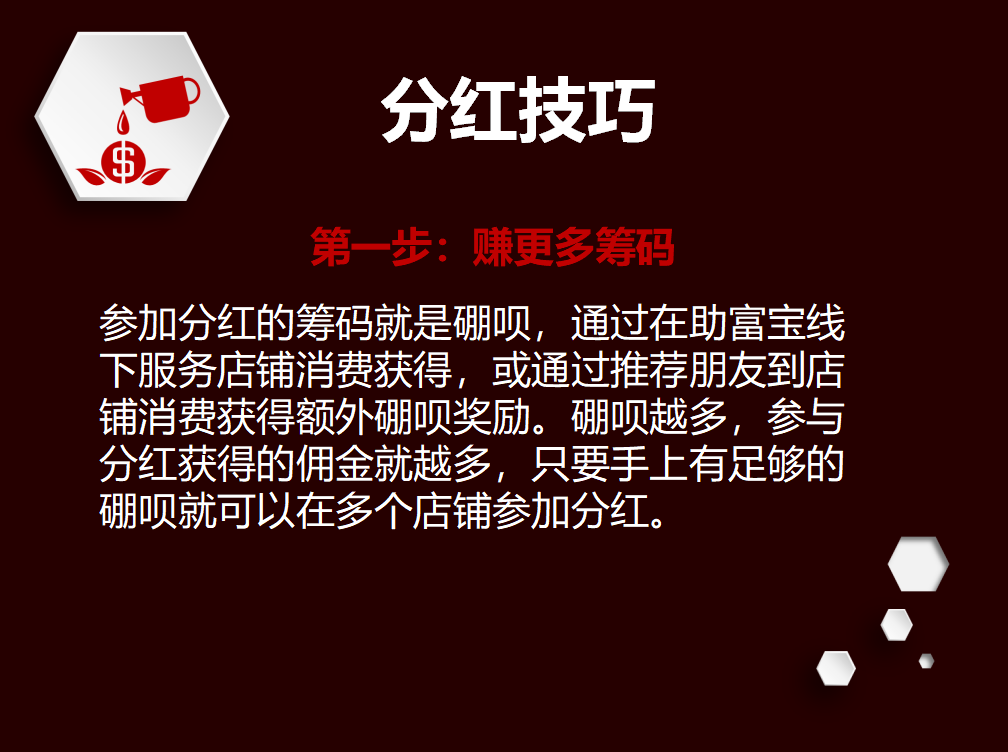 $
分红技巧
第一步：赚更多筹码
参加分红的筹码就是硼呗，通过在助富宝线
下服务店铺消费获得，或通过推荐朋友到店
铺消费获得额外硼呗奖励。硼呗越多，参与
分红获得的佣金就越多，只要手上有足够的
硼呗就可以在多个店铺参加分红。